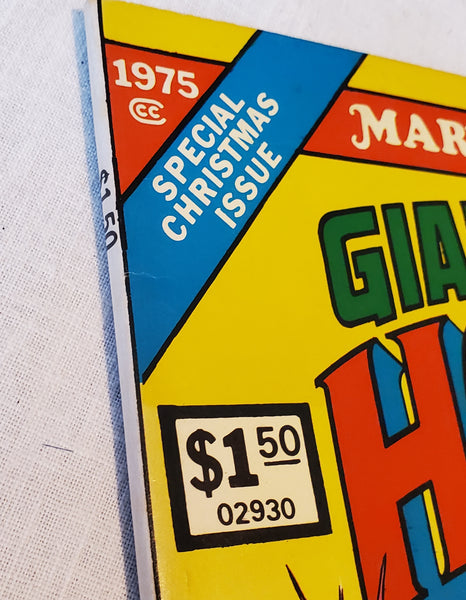 1975
CC
SPECIAL
CHRISTMAS
ISSUE
MAR
GIA
H
$1.50
$1 50
02930